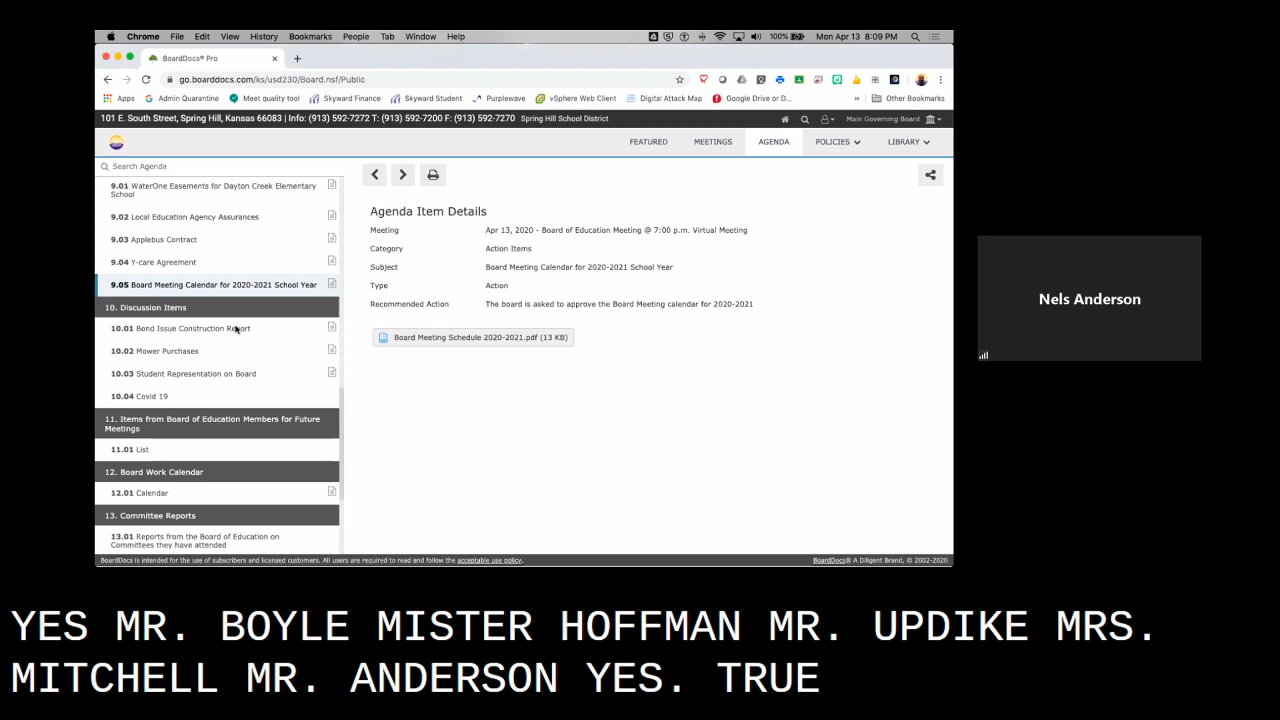 Chrome File Edit View History Bookmarks People Tab Window Help 100% Mon Apr 13 8:09 PM
BoardDocs® Pro
go.boarddocs.com/ks/usd230/Board.nsf/Public
Apps Admin Quarantine Meet quality tool Skyward Finance Skyward Student Purplewave vSphere Web Client Digital Attack Map Google Drive or D... » Other Bookmarks
101 E. South Street, Spring Hill, Kansas 66083 | Info: (913) 592-7272 T: (913) 592-7200 F: (913) 592-7270 Spring Hill School District Main Governing Board
FEATURED MEETINGS AGENDA POLICIES LIBRARY
Search Agenda
9.01 WaterOne Easements for Dayton Creek Elementary
School
9.02 Local Education Agency Assurances
9.03 Applebus Contract
9.04 Y-care Agreement
9.05 Board Meeting Calendar for 2020-2021 School Year
10. Discussion Items
10.01 Bond Issue Construction Report
10.02 Mower Purchases
10.03 Student Representation on Board
10.04 Covid 19
11. Items from Board of Education Members for Future
Meetings
11.01 List
12. Board Work Calendar
12.01 Calendar
13. Committee Reports
13.01 Reports from the Board of Education on
Committees they have attended
Agenda Item Details
Meeting Apr 13, 2020 - Board of Education Meeting @ 7:00 p.m. Virtual Meeting
Category Action Items
Subject Board Meeting Calendar for 2020-2021 School Year
Type Action
Recommended Action The board is asked to approve the Board Meeting calendar for 2020-2021
Board Meeting Schedule 2020-2021.pdf (13 KB)
BoardDocs is intended for the use of subscribers and licensed customers. All users are required to read and follow the acceptable use policy. BoardDocs® A Diligent Brand, © 2002-2020
Nels Anderson
YES MR. BOYLE MISTER HOFFMAN MR. UPDIKE MRS.
MITCHELL MR. ANDERSON YES. TRUE